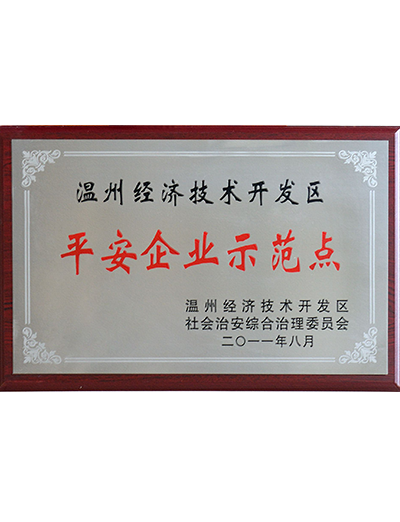 温州经济技术开发区
平安企业示范点
温州经济技术开发区
社会治安综合治理委员会
二〇一一年八月